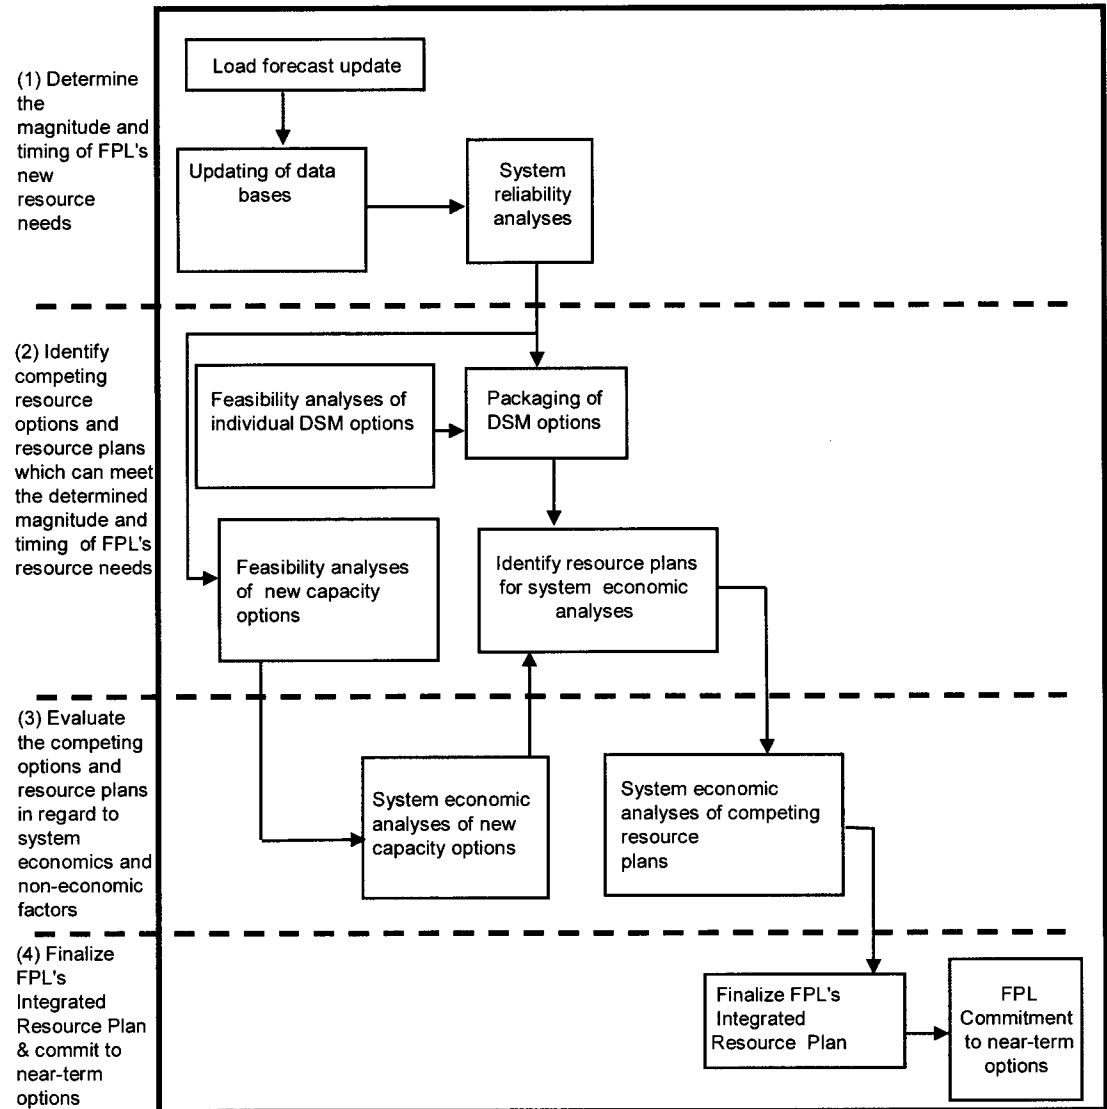 (1) Determine
the
magnitude and
timing of FPL's
new
resource
needs
Load forecast update
Updating of data
bases
System
reliability
analyses
(2) Identify
competing
resource
options and
resource plans
which can meet
the determined
magnitude and
timing of FPL's
resource needs
Feasibility analyses of
individual DSM options
Packaging of
DSM options
Feasibility analyses
of new capacity
options
Identify resource plans
for system economic
analyses
(3) Evaluate
the competing
options and
resource plans
in regard to
system
economics and
non-economic
factors
System economic
analyses of new
capacity options
System economic
analyses of competing
resource
plans
(4) Finalize
FPL's
Integrated
Resource Plan
& commit to
near-term
options
Finalize FPL's
Integrated
Resource Plan
FPL
Commitment
to near-term
options